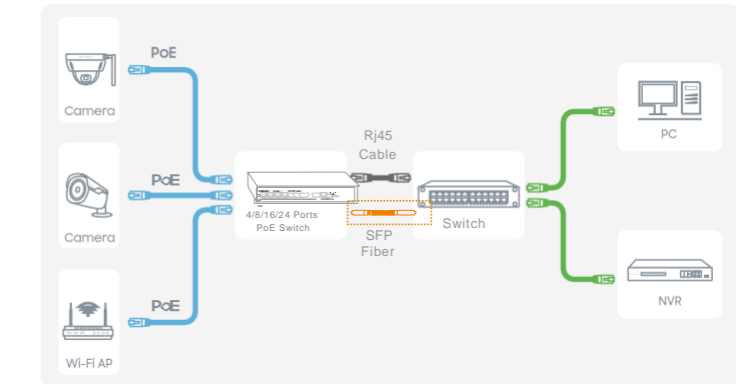 PoE
Camera
PoE
Camera
PoE
Wi-Fi AP
4/8/16/24 Ports
PoE Switch
Rj45
Cable
SFP
Fiber
Switch
PC
NVR